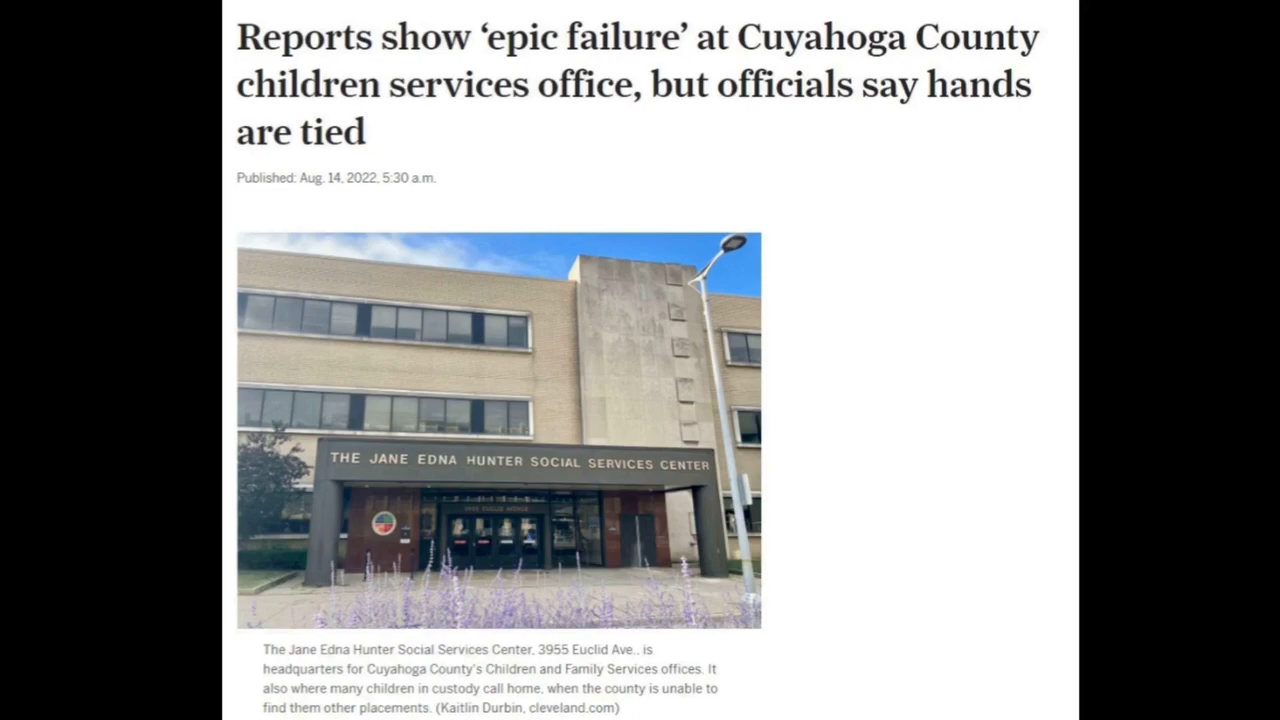 Reports show ‘epic failure’ at Cuyahoga County
children services office, but officials say hands
are tied
Published: Aug. 14, 2022, 5:30 a.m.
THE JANE EDNA HUNTER SOCIAL SERVICES CENTER
3955 EUCLID AVENUE
The Jane Edna Hunter Social Services Center, 3955 Euclid Ave., is
headquarters for Cuyahoga County's Children and Family Services offices. It
also where many children in custody call home, when the county is unable to
find them other placements. (Kaitlin Durbin, cleveland.com)